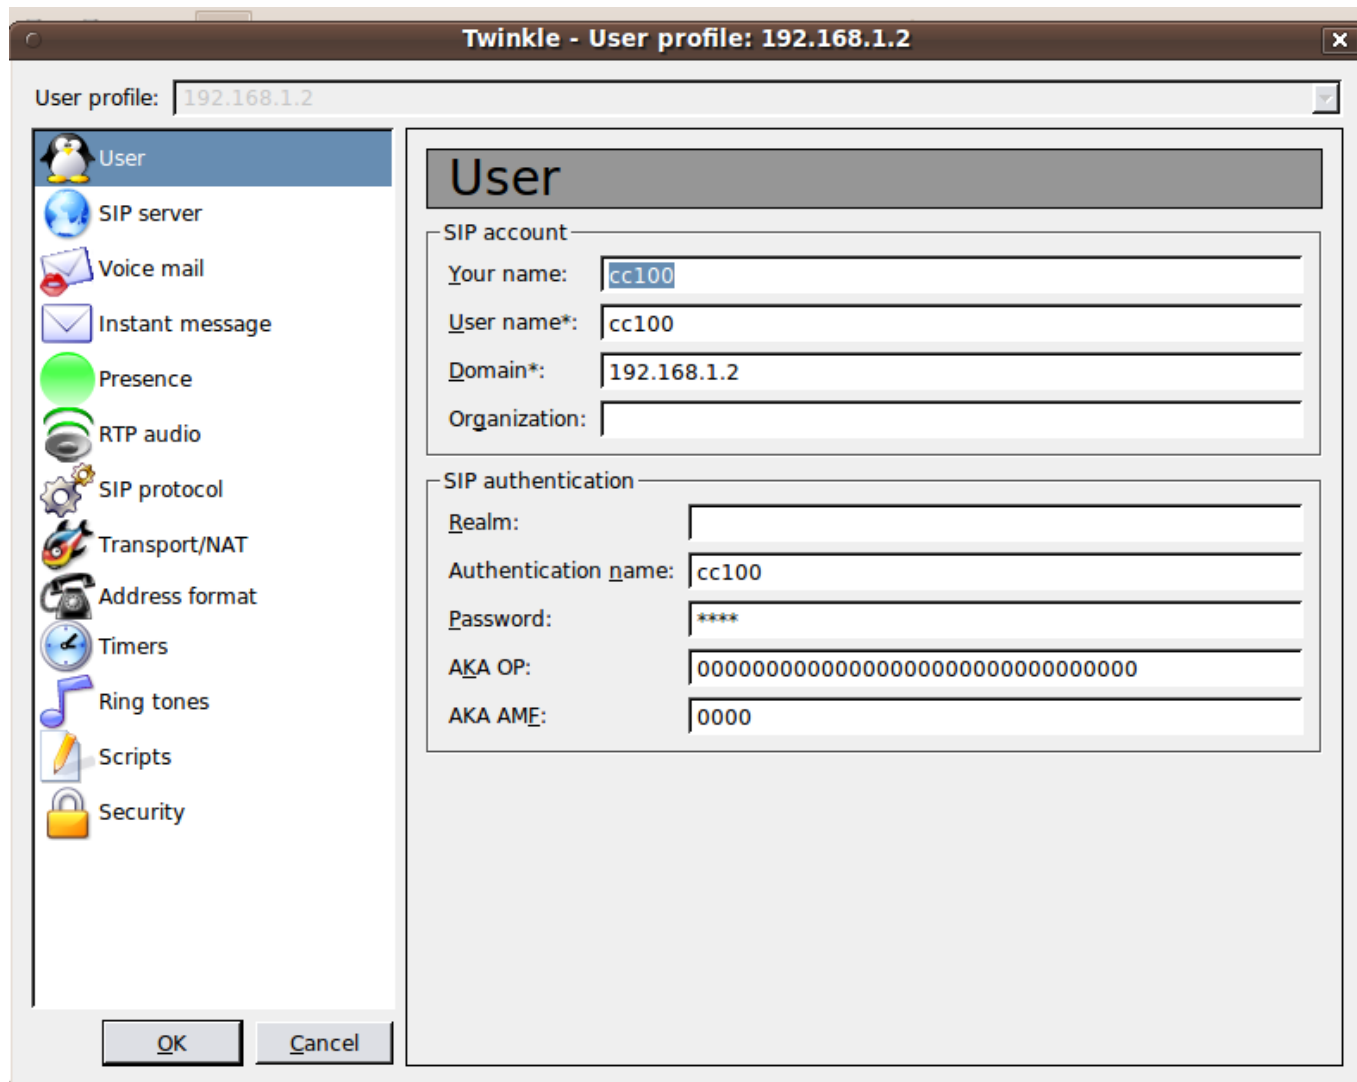 Twinkle - User profile: 192.168.1.2
User profile: 192.168.1.2
User
SIP server
Voice mail
Instant message
Presence
RTP audio
SIP protocol
Transport/NAT
Address format
Timers
Ring tones
Scripts
Security
OK Cancel
User
SIP account
Your name: cc100
User name*: cc100
Domain*: 192.168.1.2
Organization:
SIP authentication
Realm:
Authentication name: cc100
Password: ****
AKA OP: 00000000000000000000000000000000
AKA AMF: 0000